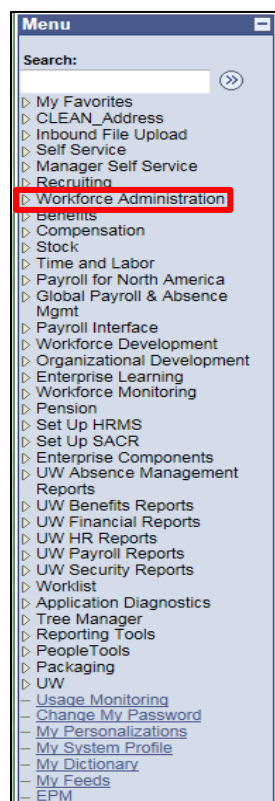 Menu
Search:
My Favorites
CLEAN_Address
Inbound File Upload
Self Service
Manager Self Service
Recruiting
Workforce Administration
Benefits
Compensation
Stock
Time and Labor
Payroll for North America
Global Payroll & Absence
Mgmt
Payroll Interface
Workforce Development
Organizational Development
Enterprise Learning
Workforce Monitoring
Pension
Set Up HRMS
Set Up SACR
Enterprise Components
UW Absence Management
Reports
UW Benefits Reports
UW Financial Reports
UW HR Reports
UW Payroll Reports
UW Security Reports
Worklist
Application Diagnostics
Tree Manager
Reporting Tools
PeopleTools
Packaging
UW
Usage Monitoring
Change My Password
My Personalizations
My System Profile
My Dictionary
My Feeds
EPM